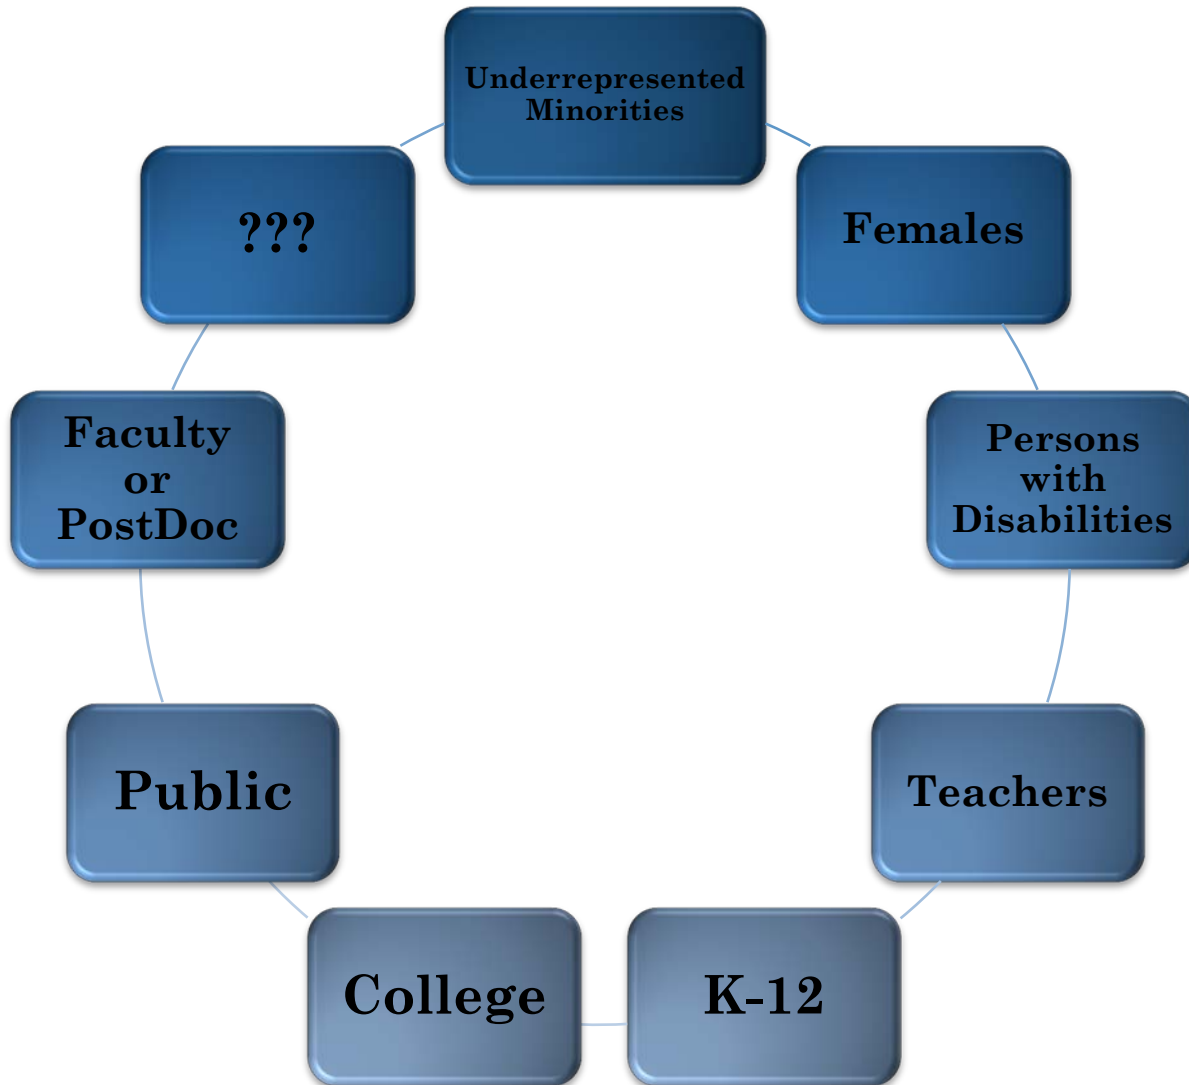 Underrepresented
Minorities
Females
Persons
with
Disabilities
Teachers
K-12
College
Public
Faculty
or
PostDoc
???